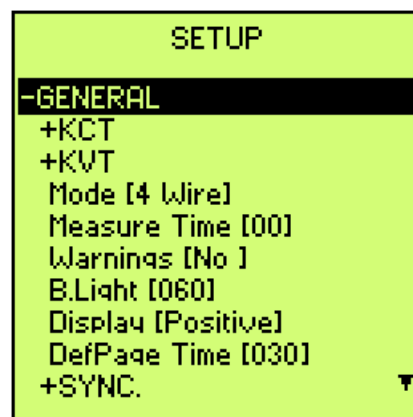 SETUP
-GENERAL
+KCT
+KVT
Mode [4 Wire]
Measure Time [00]
Warnings [No ]
B.Light [060]
Display [Positive]
DefPage Time [030]
+SYNC.